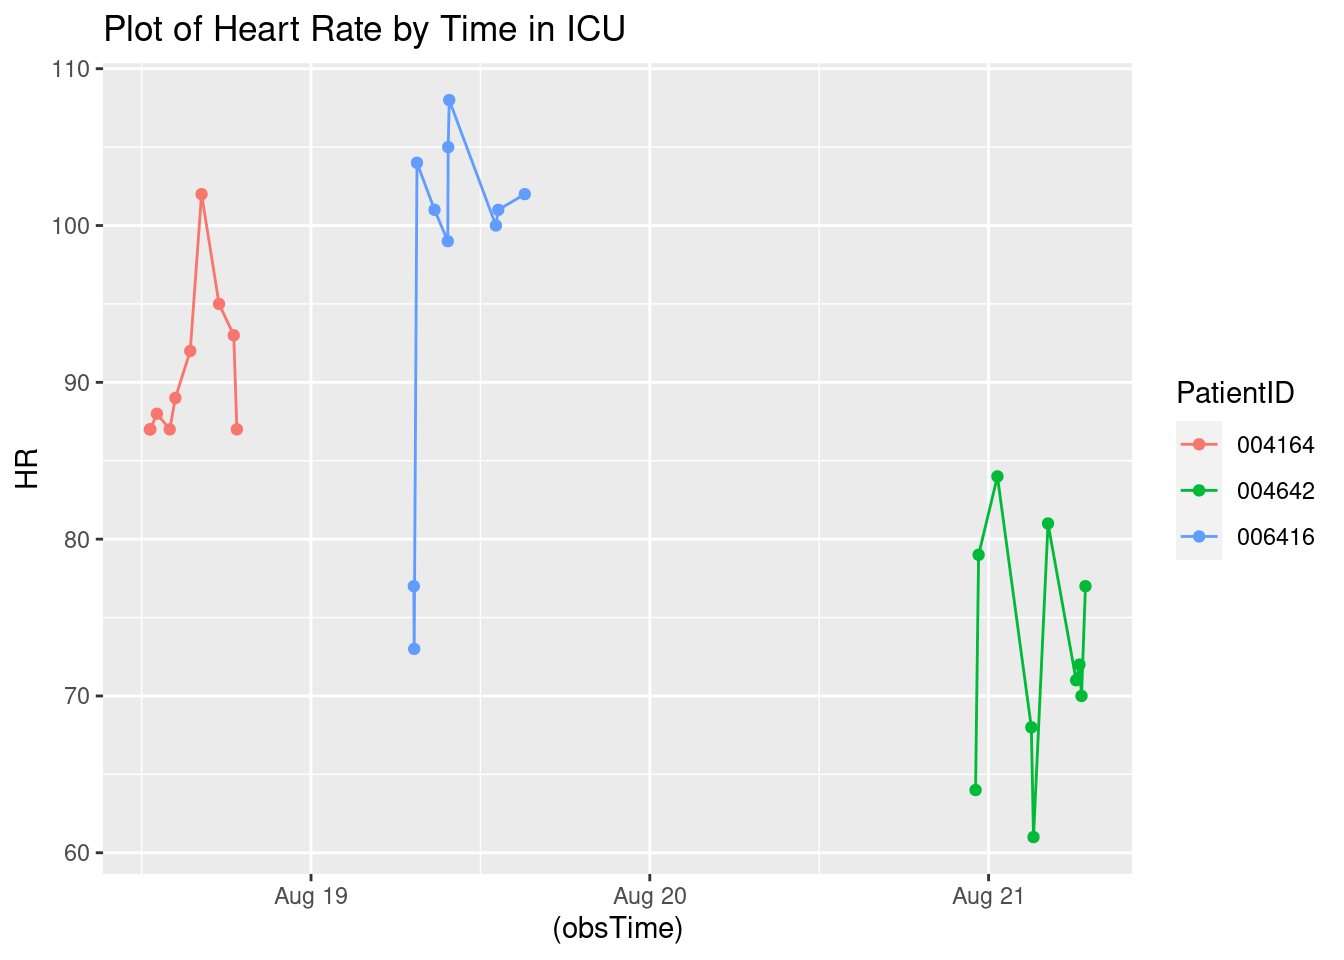 Plot of Heart Rate by Time in ICU
110
100
90
80
70
60
HR
Aug 19
Aug 20
Aug 21
(obsTime)
PatientID
004164
004642
006416